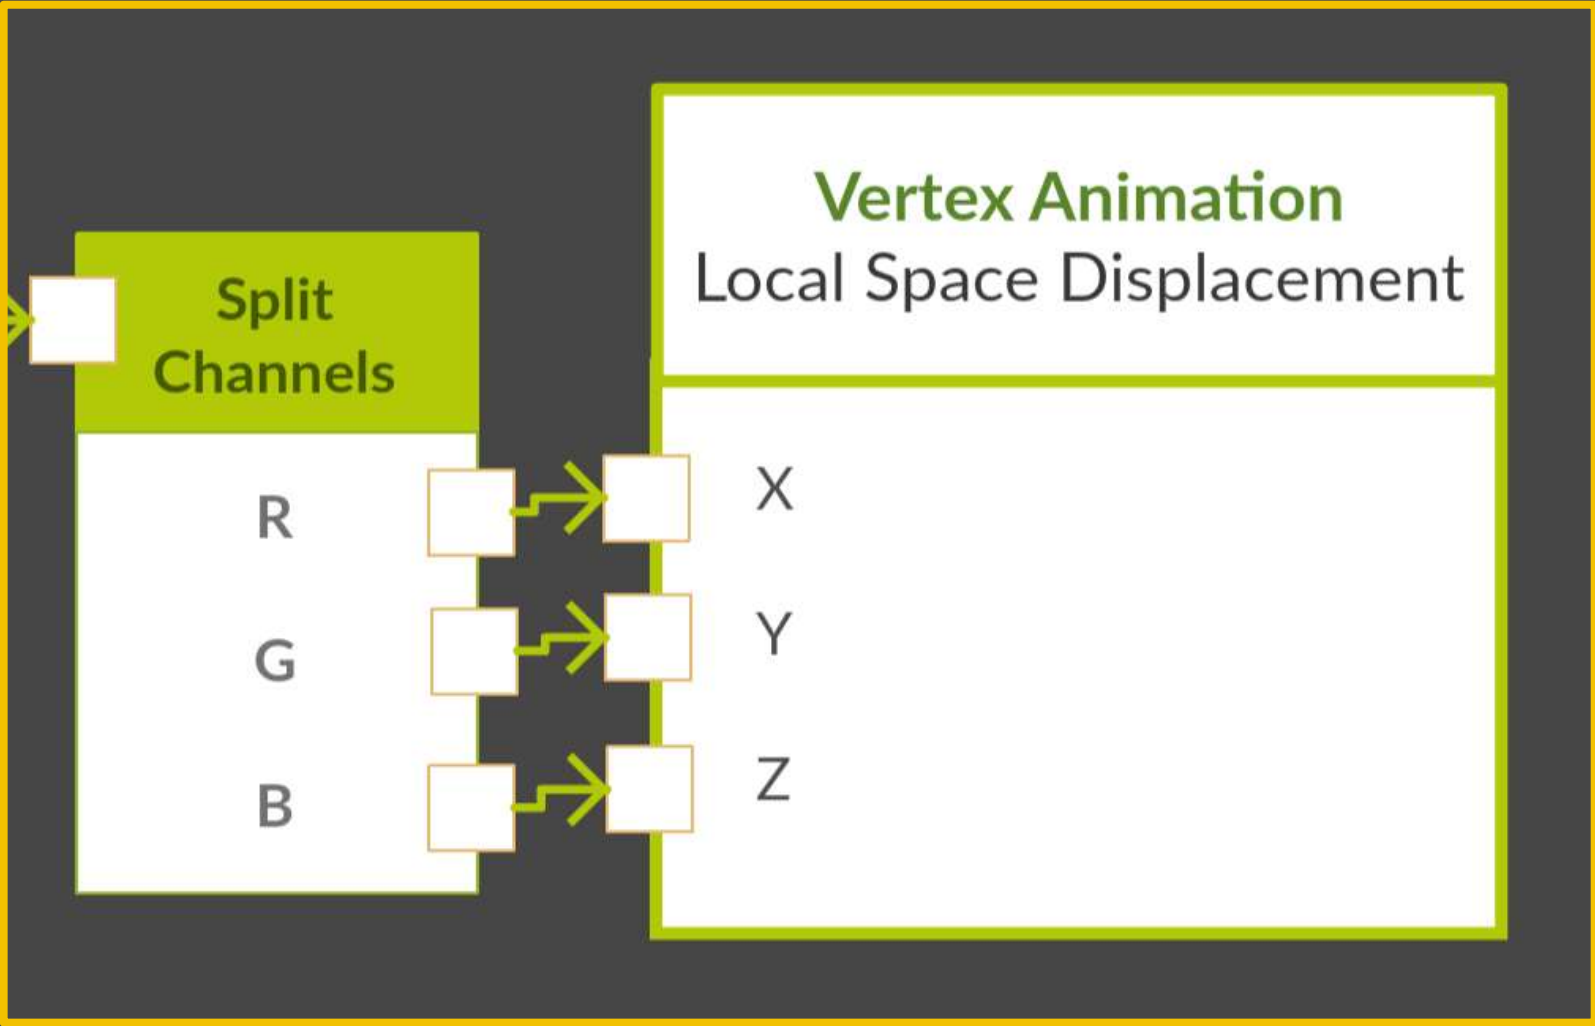 Split
Channels
R
G
B
Vertex Animation
Local Space Displacement
X
Y
Z